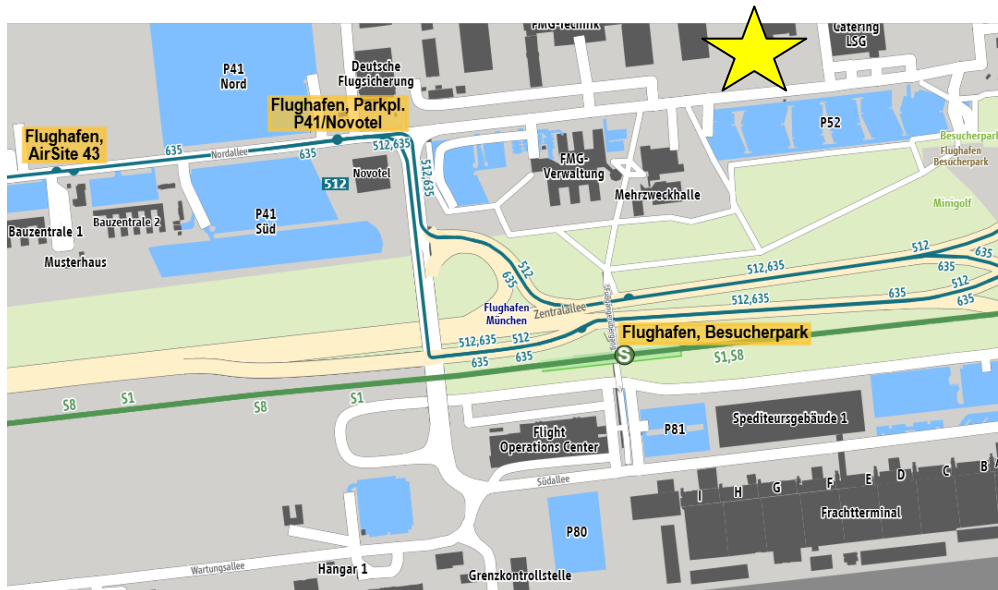 FMG-Technik
Catering
LSG
P41
Nord
Deutsche
Flugsicherung
Flughafen, Parkpl.
P41/Novotel
Flughafen,
AirSite 43
635
Nordallee
635
512,635
512,635
P52
Besucherpark
Flughafen
Besucherpark
FMG-
Verwaltung
Mehrzweckhalle
Novotel
512
Minigolf
Bauzentrale 1
Bauzentrale 2
P41
Süd
Musterhaus
512
635
512,635
512
635
635
512
635
635
512,635
Flughafen
München
Zentralallee
Fußgängerübergang
Flughafen, Besucherpark
512,635
512
635
635
S
S1,S8
S8
S1
S8
S1
Flight
Operations Center
P81
Spediteursgebäude 1
Südallee
I
H
G
F
E
D
C
B
A
Frachtterminal
P80
Wartungsallee
Hangar 1
Grenzkontrollstelle